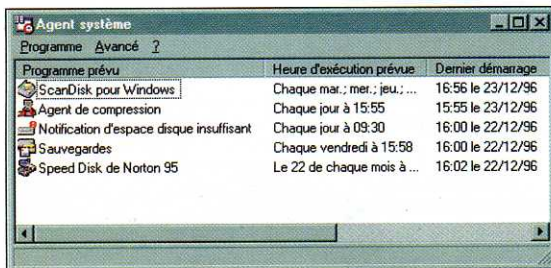 Agent système
Programme Avancé ?
Programme prévu Heure d'exécution prévue Dernier démarrage
ScanDisk pour Windows Chaque mar.; mer.; jeu.; ... 16:56 le 23/12/96
Agent de compression Chaque jour à 15:55 15:55 le 23/12/96
Notification d'espace disque insuffisant Chaque jour à 09:30 16:00 le 22/12/96
Sauvegardes Chaque vendredi à 15:58 16:00 le 22/12/96
Speed Disk de Norton 95 Le 22 de chaque mois à ... 16:02 le 22/12/96